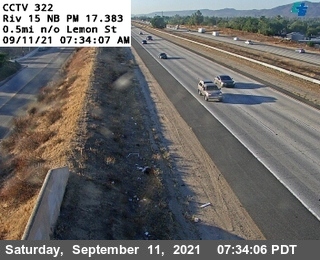 CCTV 322
Riv 15 NB PM 17.383
0.5mi n/o Lemon St
09/11/21 07:34:07 AM
Saturday, September 11, 2021 07:34:06 PDT